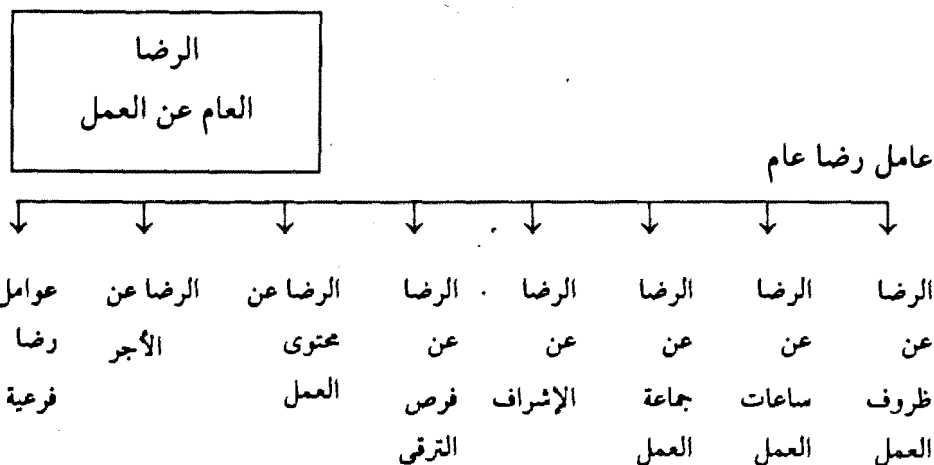 الرضا
العام عن العمل
عامل رضا عام
الرضا عن ظروف العمل
الرضا عن ساعات العمل
الرضا عن جماعة العمل
الرضا عن الإشراف
الرضا عن فرص الترقي
الرضا عن محتوى العمل
الرضا عن الأجر
عوامل رضا فرعية